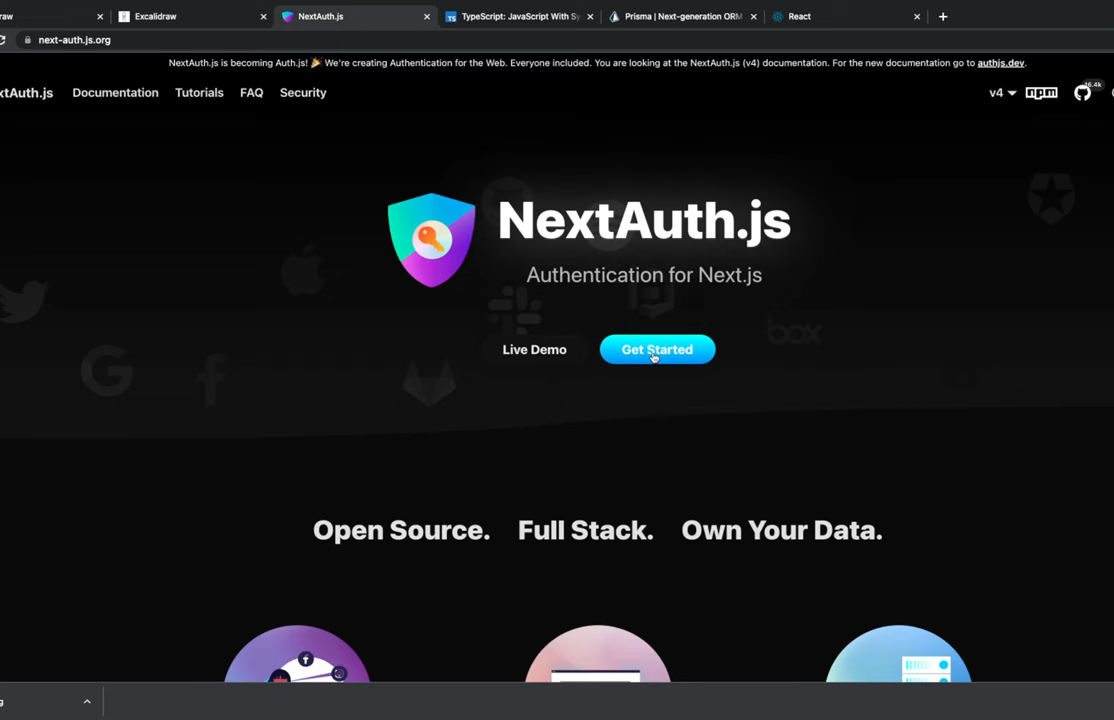 Excalidraw
NextAuth.js
TypeScript: JavaScript With Sy
Prisma | Next-generation ORM
React
next-auth.js.org
NextAuth.js is becoming Auth.js! 🎉 We're creating Authentication for the Web. Everyone included. You are looking at the NextAuth.js (v4) documentation. For the new documentation go to authjs.dev.
xtAuth.js
Documentation
Tutorials
FAQ
Security
v4
npm
NextAuth.js
Authentication for Next.js
box
Live Demo
Get Started
Open Source.
Full Stack.
Own Your Data.